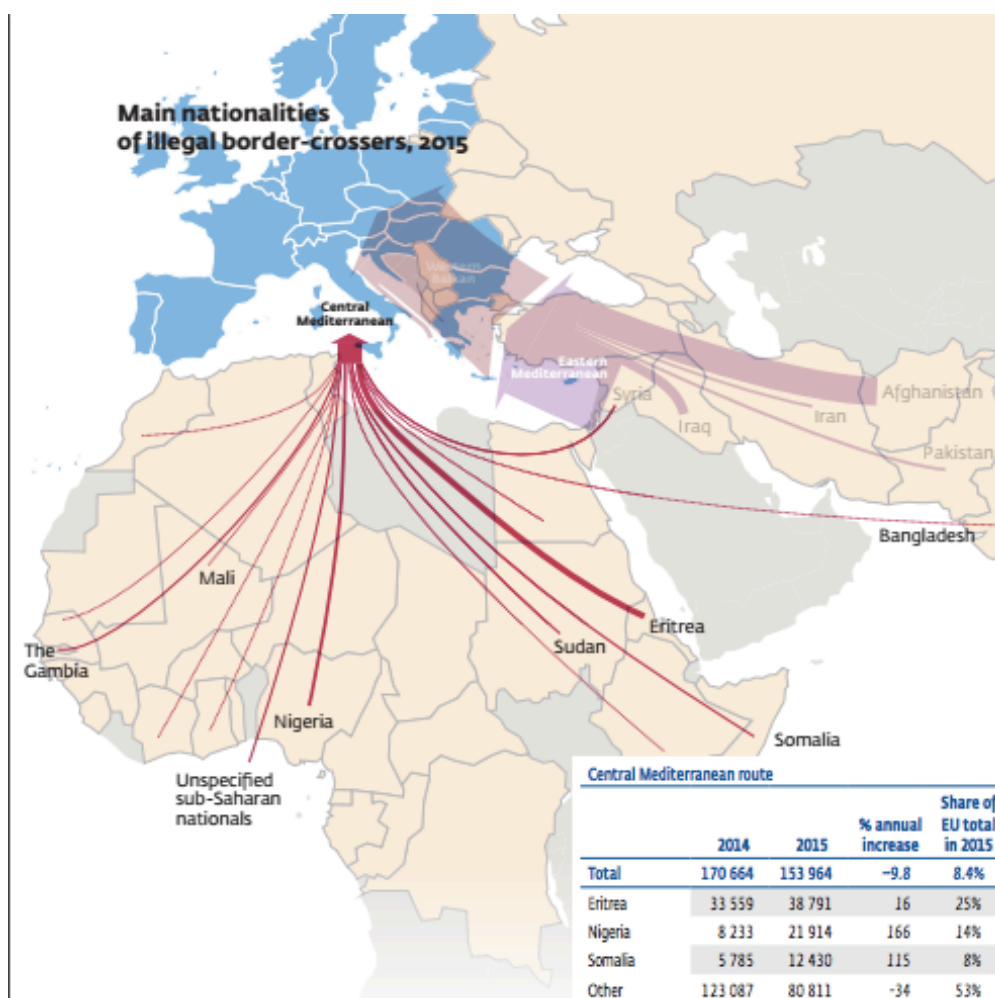 Main nationalities
of illegal border-crossers, 2015
Western
Balkan
Central
Mediterranean
Eastern
Mediterranean
Syria
Iraq
Iran
Afghanistan
Pakistan
Bangladesh
Mali
The
Gambia
Nigeria
Unspecified
sub-Saharan
nationals
Sudan
Eritrea
Somalia
Central Mediterranean route
2014 2015 % annual increase Share of EU total in 2015
Total 170 664 153 964 −9.8 8.4%
Eritrea 33 559 38 791 16 25%
Nigeria 8 233 21 914 166 14%
Somalia 5 785 12 430 115 8%
Other 123 087 80 811 -34 53%